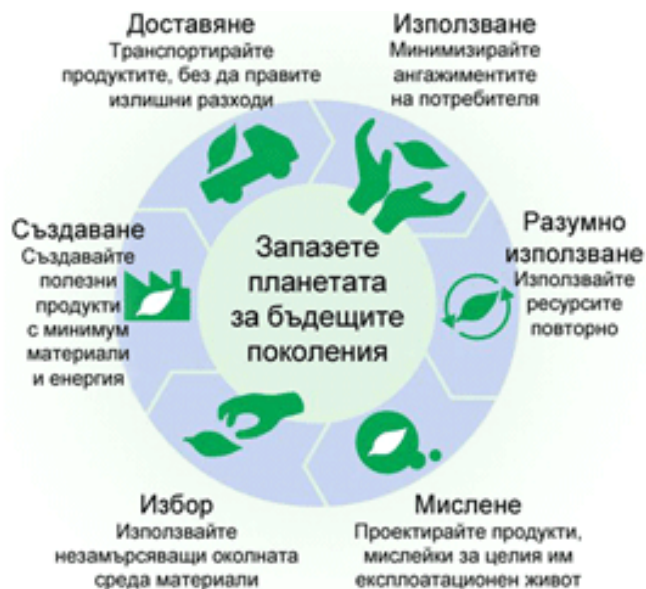 Доставяне
Транспортирайте
продуктите, без да правите
излишни разходи
Използване
Минимизирайте
ангажиментите
на потребителя
Разумно
използване
Използвайте
ресурсите
повторно
Мислене
Проектирайте продукти,
мислейки за целия им
експлоатационен живот
Избор
Използвайте
незамърсяващи околната
среда материали
Създаване
Създавайте
полезни
продукти
с минимум
материали
и енергия
Запазете
планетата
за бъдещите
поколения